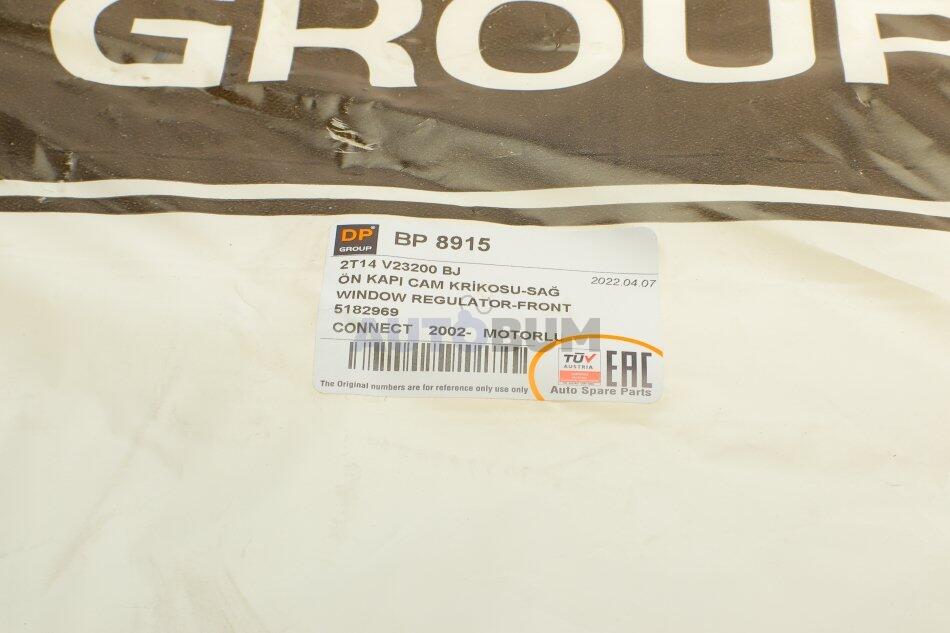 GROUP
DP
GROUP
BP 8915
2T14 V23200 BJ
2022.04.07
ÖN KAPI CAM KRİKOSU-SAĞ
WINDOW REGULATOR-FRONT
5182969
AUTOBUM
CONNECT 2002- MOTORLU
TÜV
AUSTRIA
EAC
The Original numbers are for reference only use only
Auto Spare Parts